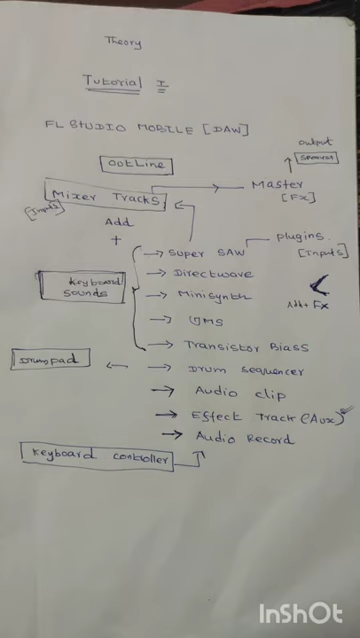 Theory
Tutorial I
FL STUDIO MOBILE [DAW]
OutLine
output
Mixer Tracks
Master
[Fx]
[Inputs]
Add
+
plugins
[Inputs]
Super SAW
Directwave
Keyboard
Sounds
Minisynth
Add Fx
GMS
Transistor Biass
Drumpad
Drum Sequencer
Audio clip
Effect Track (Aux)
Audio Record
Keyboard controller
InShOt